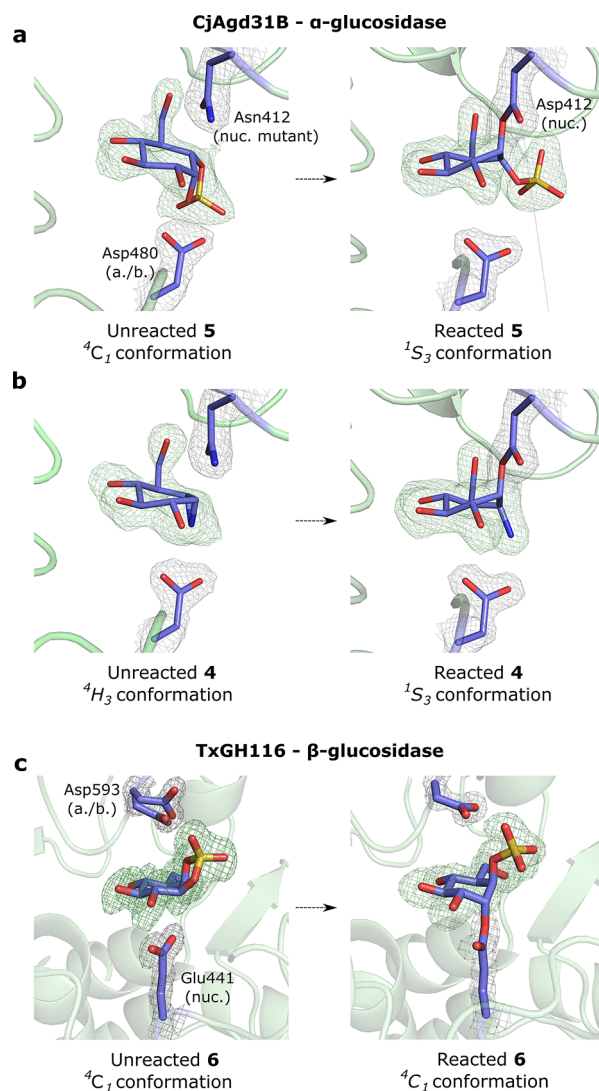 CjAgd31B - α-glucosidase
a
Asn412
(nuc. mutant)
Asp412
(nuc.)
Asp480
(a./b.)
Unreacted 5
⁴C₁ conformation
Reacted 5
¹S₃ conformation
b
Unreacted 4
⁴H₃ conformation
Reacted 4
¹S₃ conformation
TxGH116 - β-glucosidase
c
Asp593
(a./b.)
Glu441
(nuc.)
Unreacted 6
⁴C₁ conformation
Reacted 6
⁴C₁ conformation